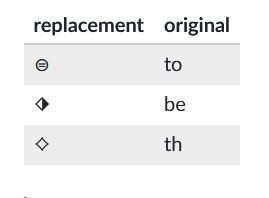 replacement original
⊜ to
⬗ be
⟡ th